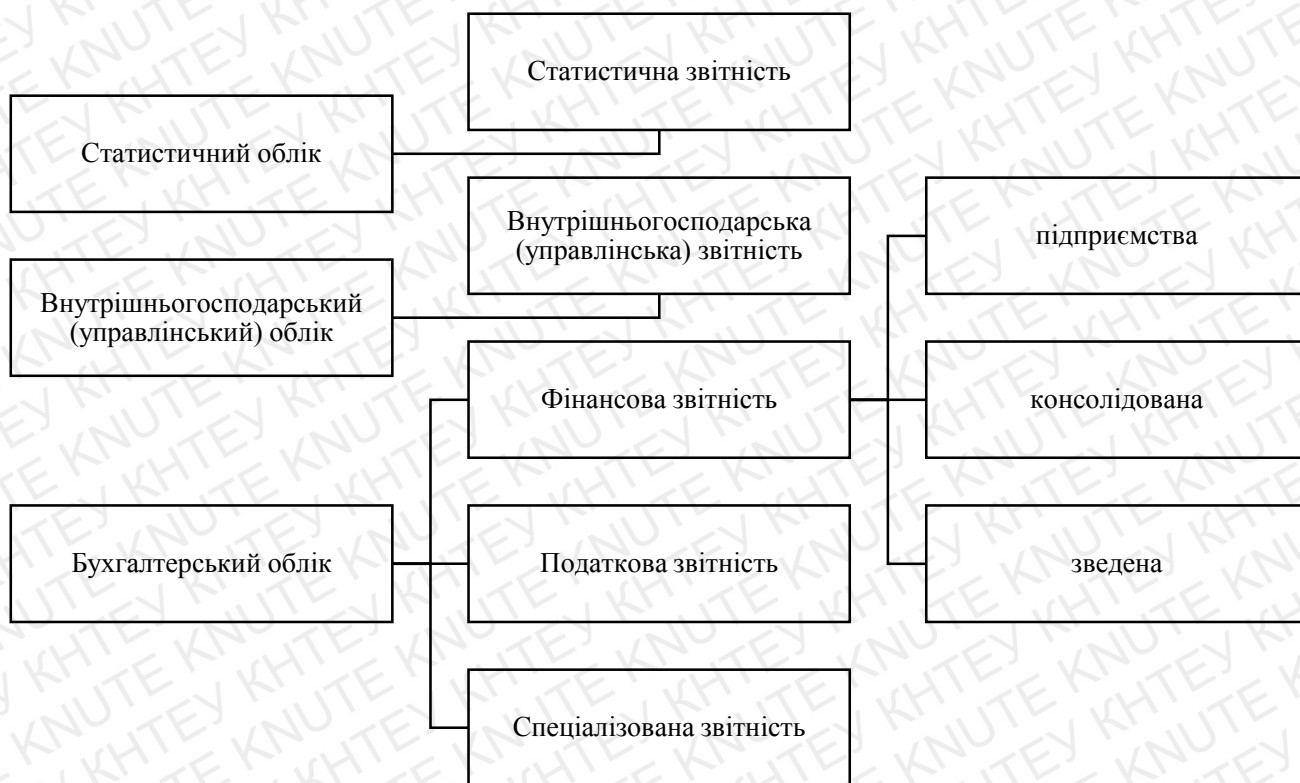 Статистична звітність
Статистичний облік
Внутрішньогосподарська
(управлінська) звітність
підприємства
Внутрішньогосподарський
(управлінський) облік
Фінансова звітність
консолідована
Бухгалтерський облік
Податкова звітність
зведена
Спеціалізована звітність